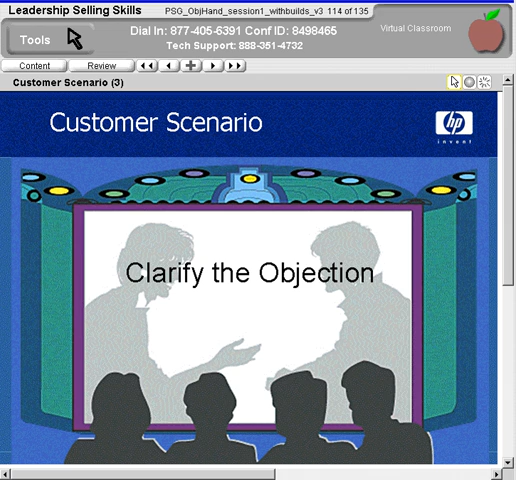 Leadership Selling Skills
PSG_ObjHand_session1_withbuilds_v3 114 of 135
Tools
Dial In: 877-405-6391 Conf ID: 8498465
Tech Support: 888-351-4732
Virtual Classroom
Content
Review
Customer Scenario (3)
Customer Scenario
hp
invent
Clarify the Objection